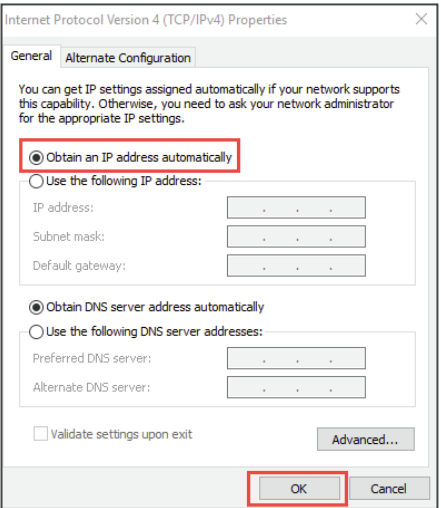 Internet Protocol Version 4 (TCP/IPv4) Properties
General
Alternate Configuration
You can get IP settings assigned automatically if your network supports
this capability. Otherwise, you need to ask your network administrator
for the appropriate IP settings.
Obtain an IP address automatically
Use the following IP address:
IP address:
Subnet mask:
Default gateway:
Obtain DNS server address automatically
Use the following DNS server addresses:
Preferred DNS server:
Alternate DNS server:
Validate settings upon exit
Advanced...
OK
Cancel